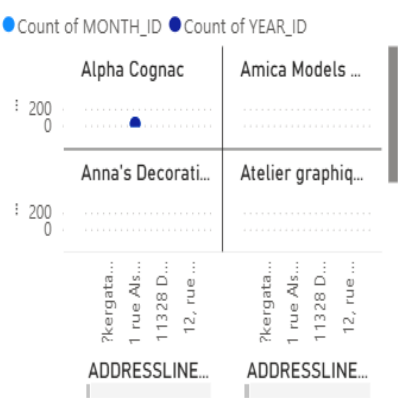 Count of MONTH_ID Count of YEAR_ID
Alpha Cognac Amica Models ...
... 200
0
Anna's Decorati... Atelier graphiq...
... 200
0
?kergata... 1 rue Als... 11328 D... 12, rue ... ?kergata... 1 rue Als... 11328 D... 12, rue ...
ADDRESSLINE... ADDRESSLINE...